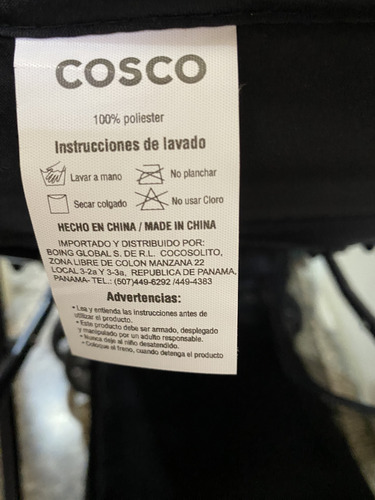 COSCO
100% poliester
Instrucciones de lavado
Lavar a mano No planchar
Secar colgado No usar Cloro
HECHO EN CHINA / MADE IN CHINA
IMPORTADO Y DISTRIBUIDO POR:
BOING GLOBAL S. DE R.L. COCOSOLITO,
ZONA LIBRE DE COLON MANZANA 22
LOCAL 3-2a Y 3-3a, REPUBLICA DE PANAMA,
PANAMA- TEL.: (507)449-6292 /449-4383
Advertencias:
• Lea y entienda las instrucciones antes de
utilizar el producto.
• Este producto debe ser armado, desplegado
y manipulado por un adulto responsable.
• Nunca deje al niño desatendido.
• Coloque el freno, cuando detenga el producto